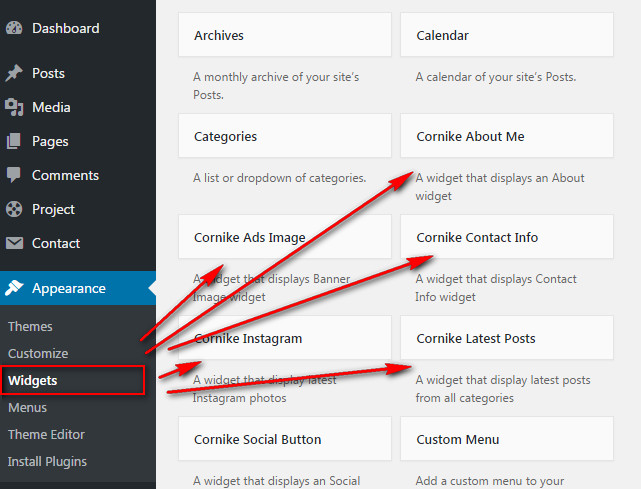 Dashboard
Posts
Media
Pages
Comments
Project
Contact
Appearance
Themes
Customize
Widgets
Menus
Theme Editor
Install Plugins
Archives
A monthly archive of your site's
Posts.
Calendar
A calendar of your site's Posts.
Categories
A list or dropdown of categories.
Cornike About Me
A widget that displays an About
widget
Cornike Ads Image
A widget that displays Banner
Image widget
Cornike Contact Info
A widget that displays Contact
Info widget
Cornike Instagram
A widget that display latest
Instagram photos
Cornike Latest Posts
A widget that display latest posts
from all categories
Cornike Social Button
A widget that displays an Social
Custom Menu
Add a custom menu to your